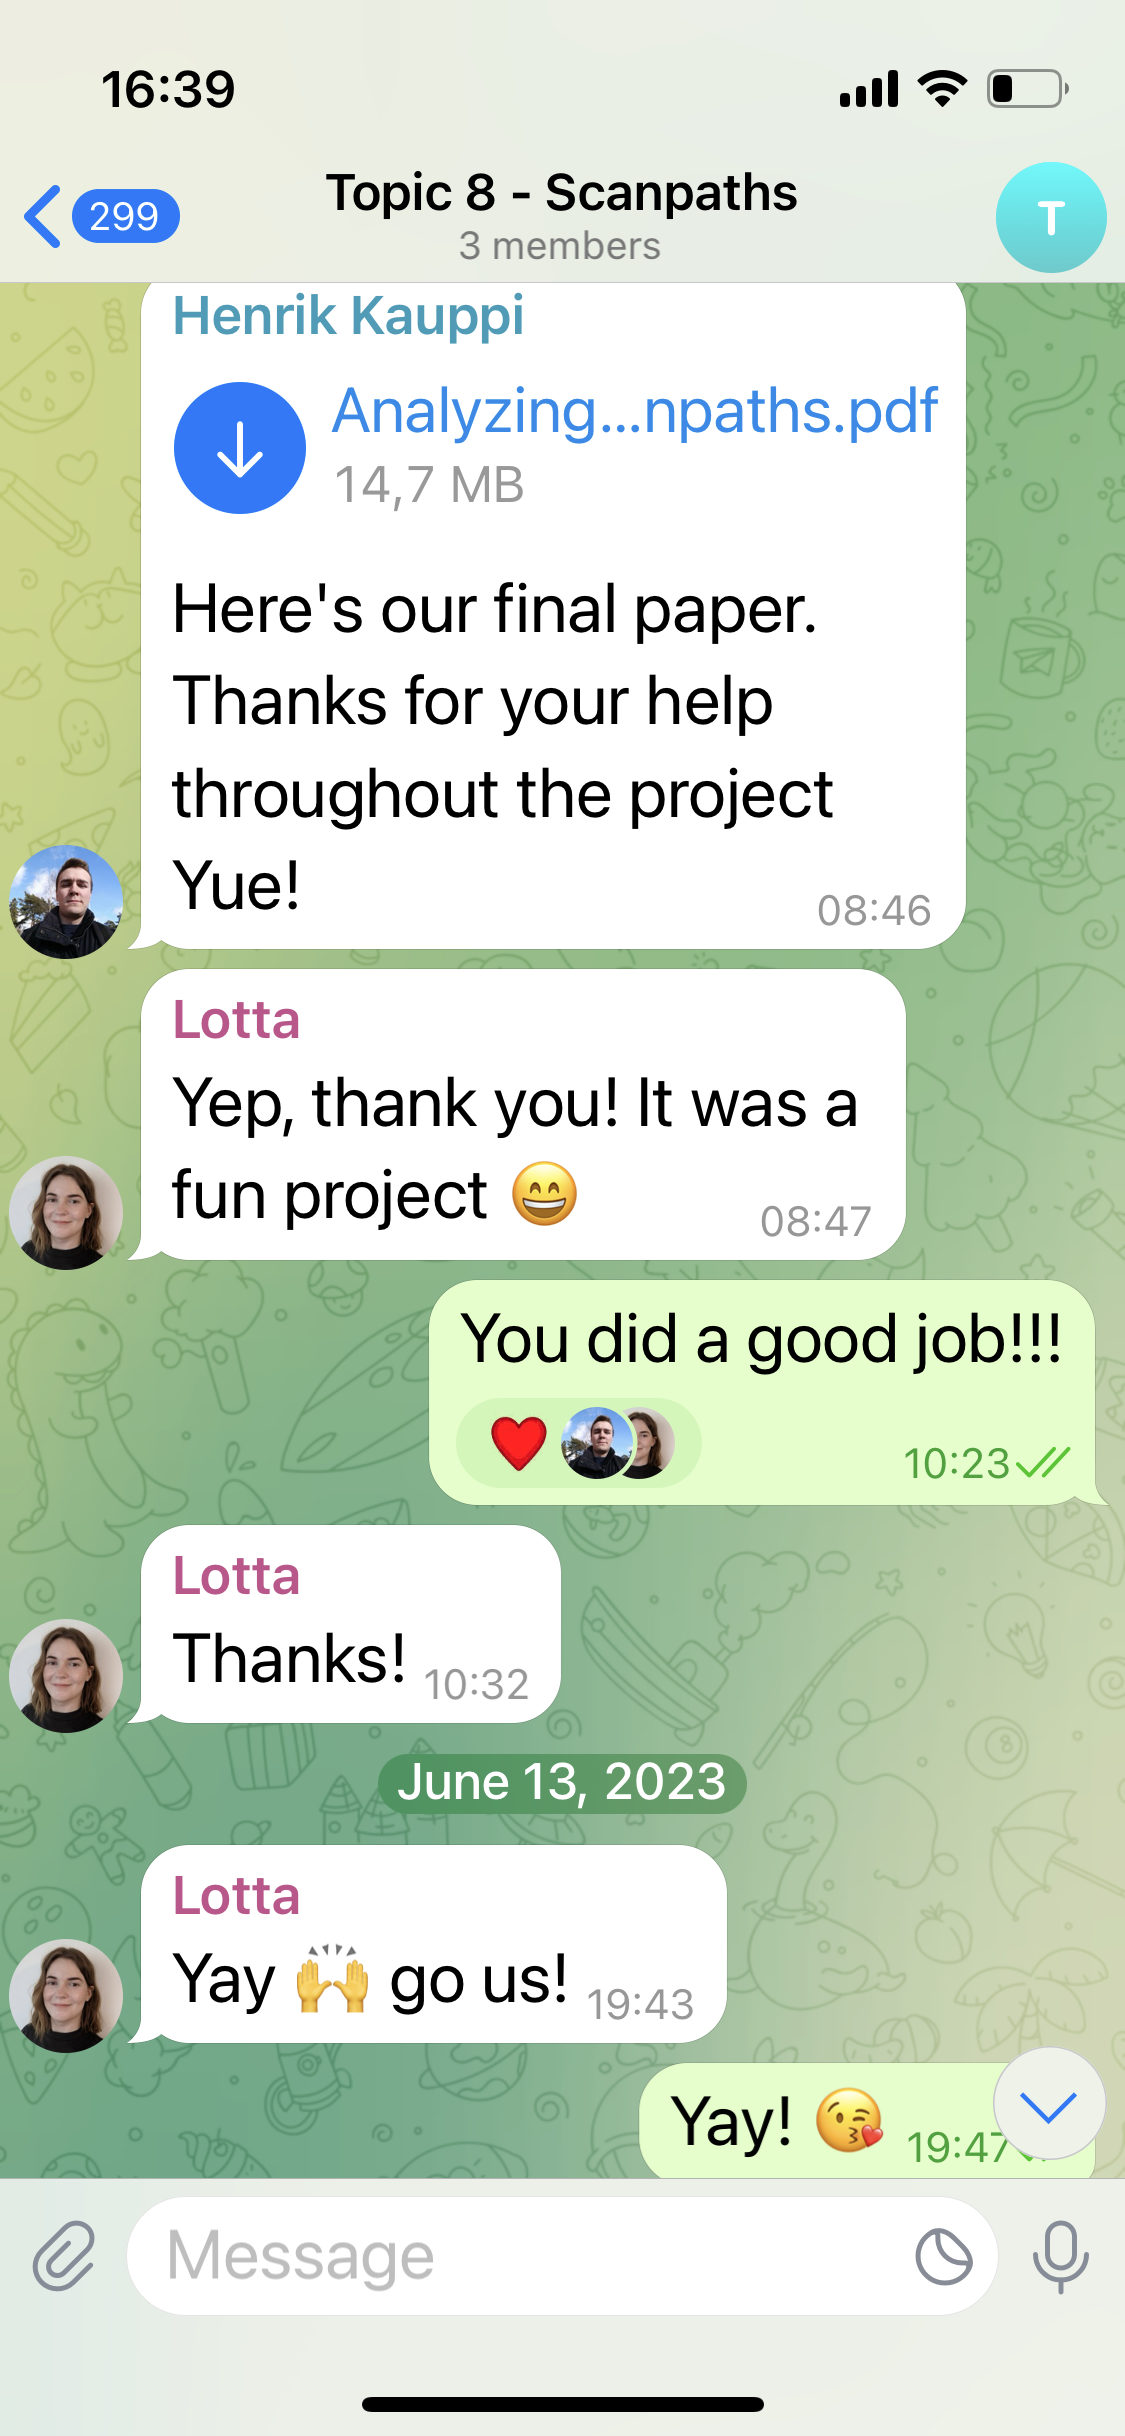 16:39
299
Topic 8 - Scanpaths
3 members
T
Henrik Kauppi
Analyzing...npaths.pdf
14,7 MB
Here's our final paper.
Thanks for your help
throughout the project
Yue!
08:46
Lotta
Yep, thank you! It was a
fun project 😄
08:47
You did a good job!!!
❤️
10:23
Lotta
Thanks! 10:32
June 13, 2023
Lotta
Yay 🙌 go us! 19:43
Yay! 😘 19:47
Message